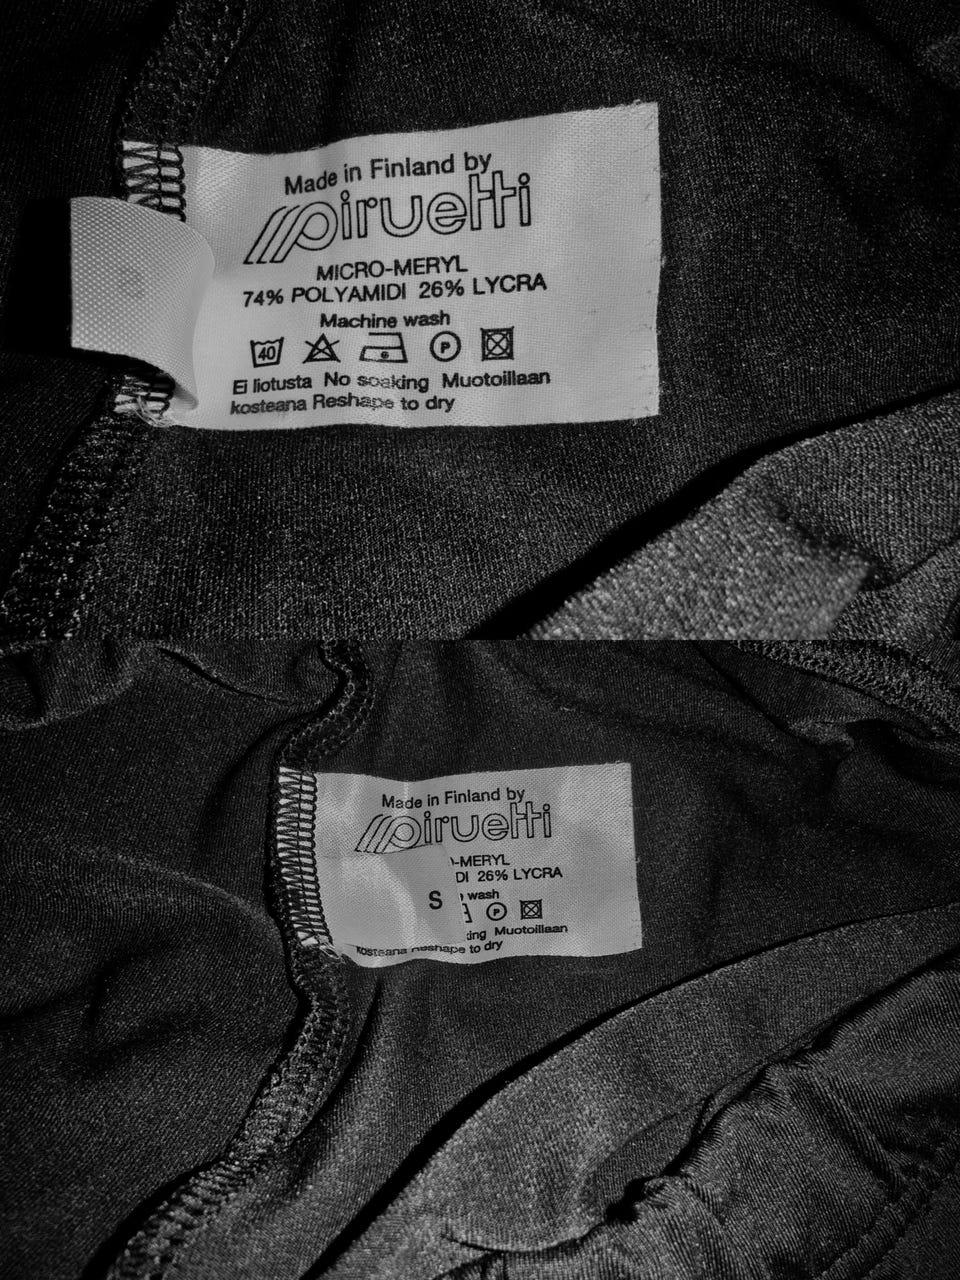 Made in Finland by
piruetti
MICRO-MERYL
74% POLYAMIDI 26% LYCRA
Machine wash
40 P
Ei liotusta No soaking Muotoillaan
kosteana Reshape to dry
Made in Finland by
piruetti
-MERYL
DI 26% LYCRA
S wash
P
king Muotoillaan
kosteana Reshape to dry